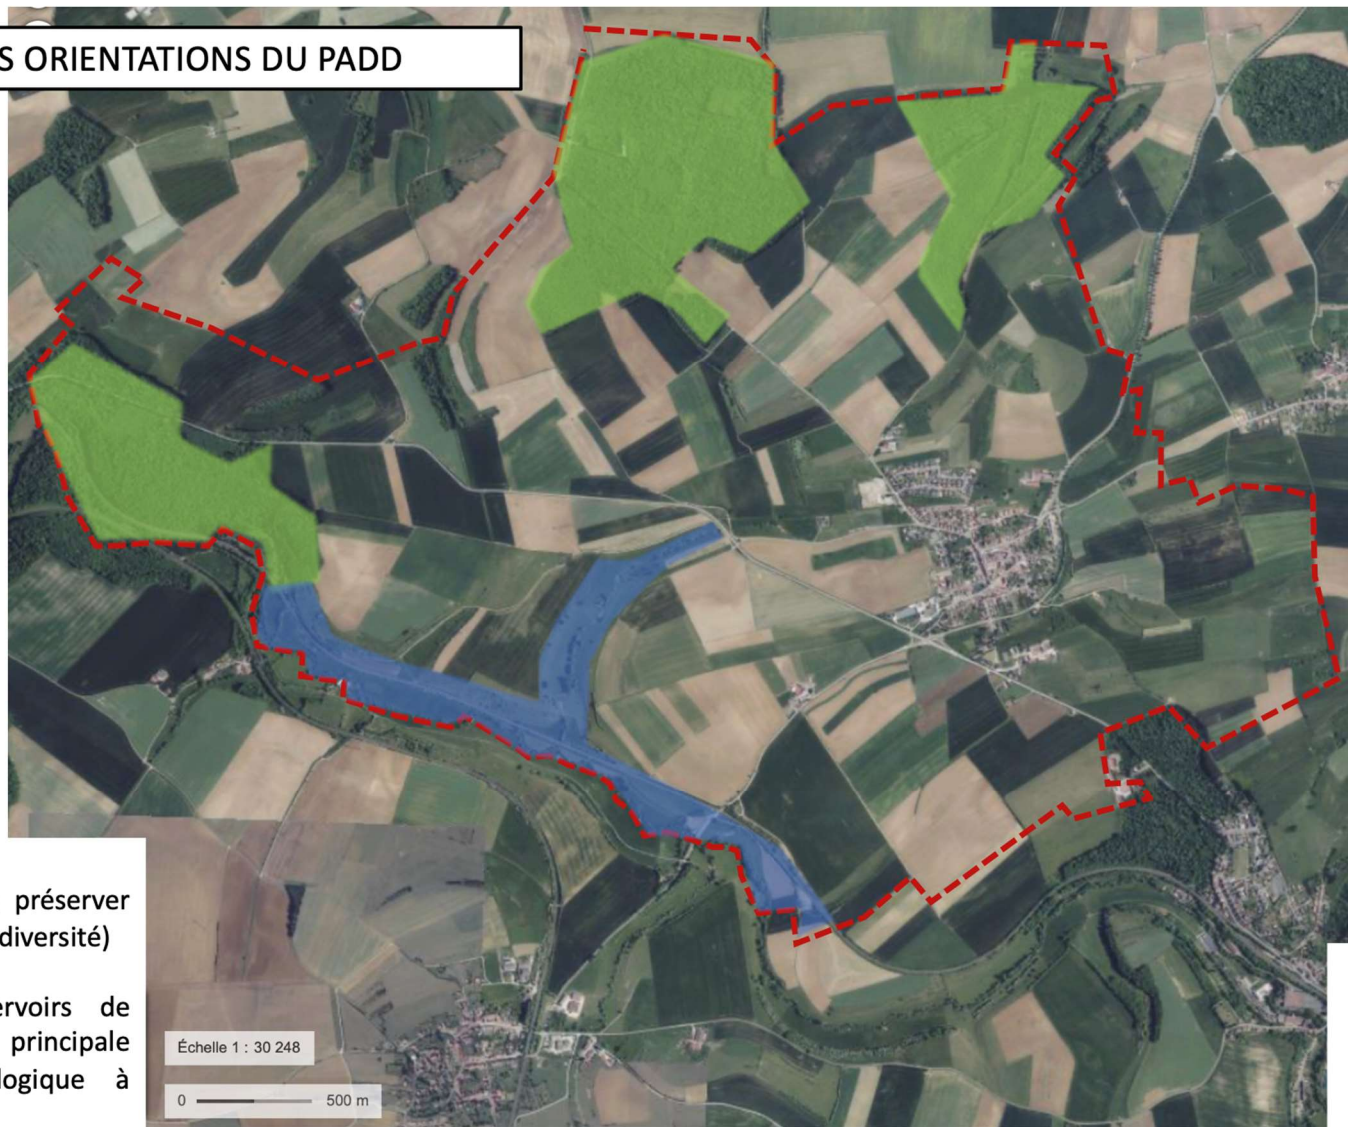 S ORIENTATIONS DU PADD
préserver
diversité)
ervoirs de
principale
logique à
Échelle 1 : 30 248
0 500 m